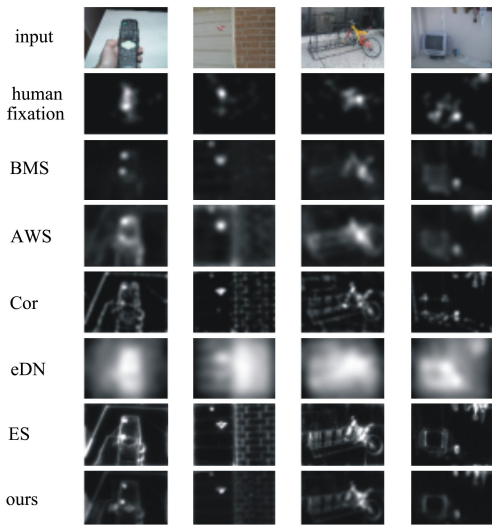 input
human
fixation
BMS
AWS
Cor
eDN
ES
ours